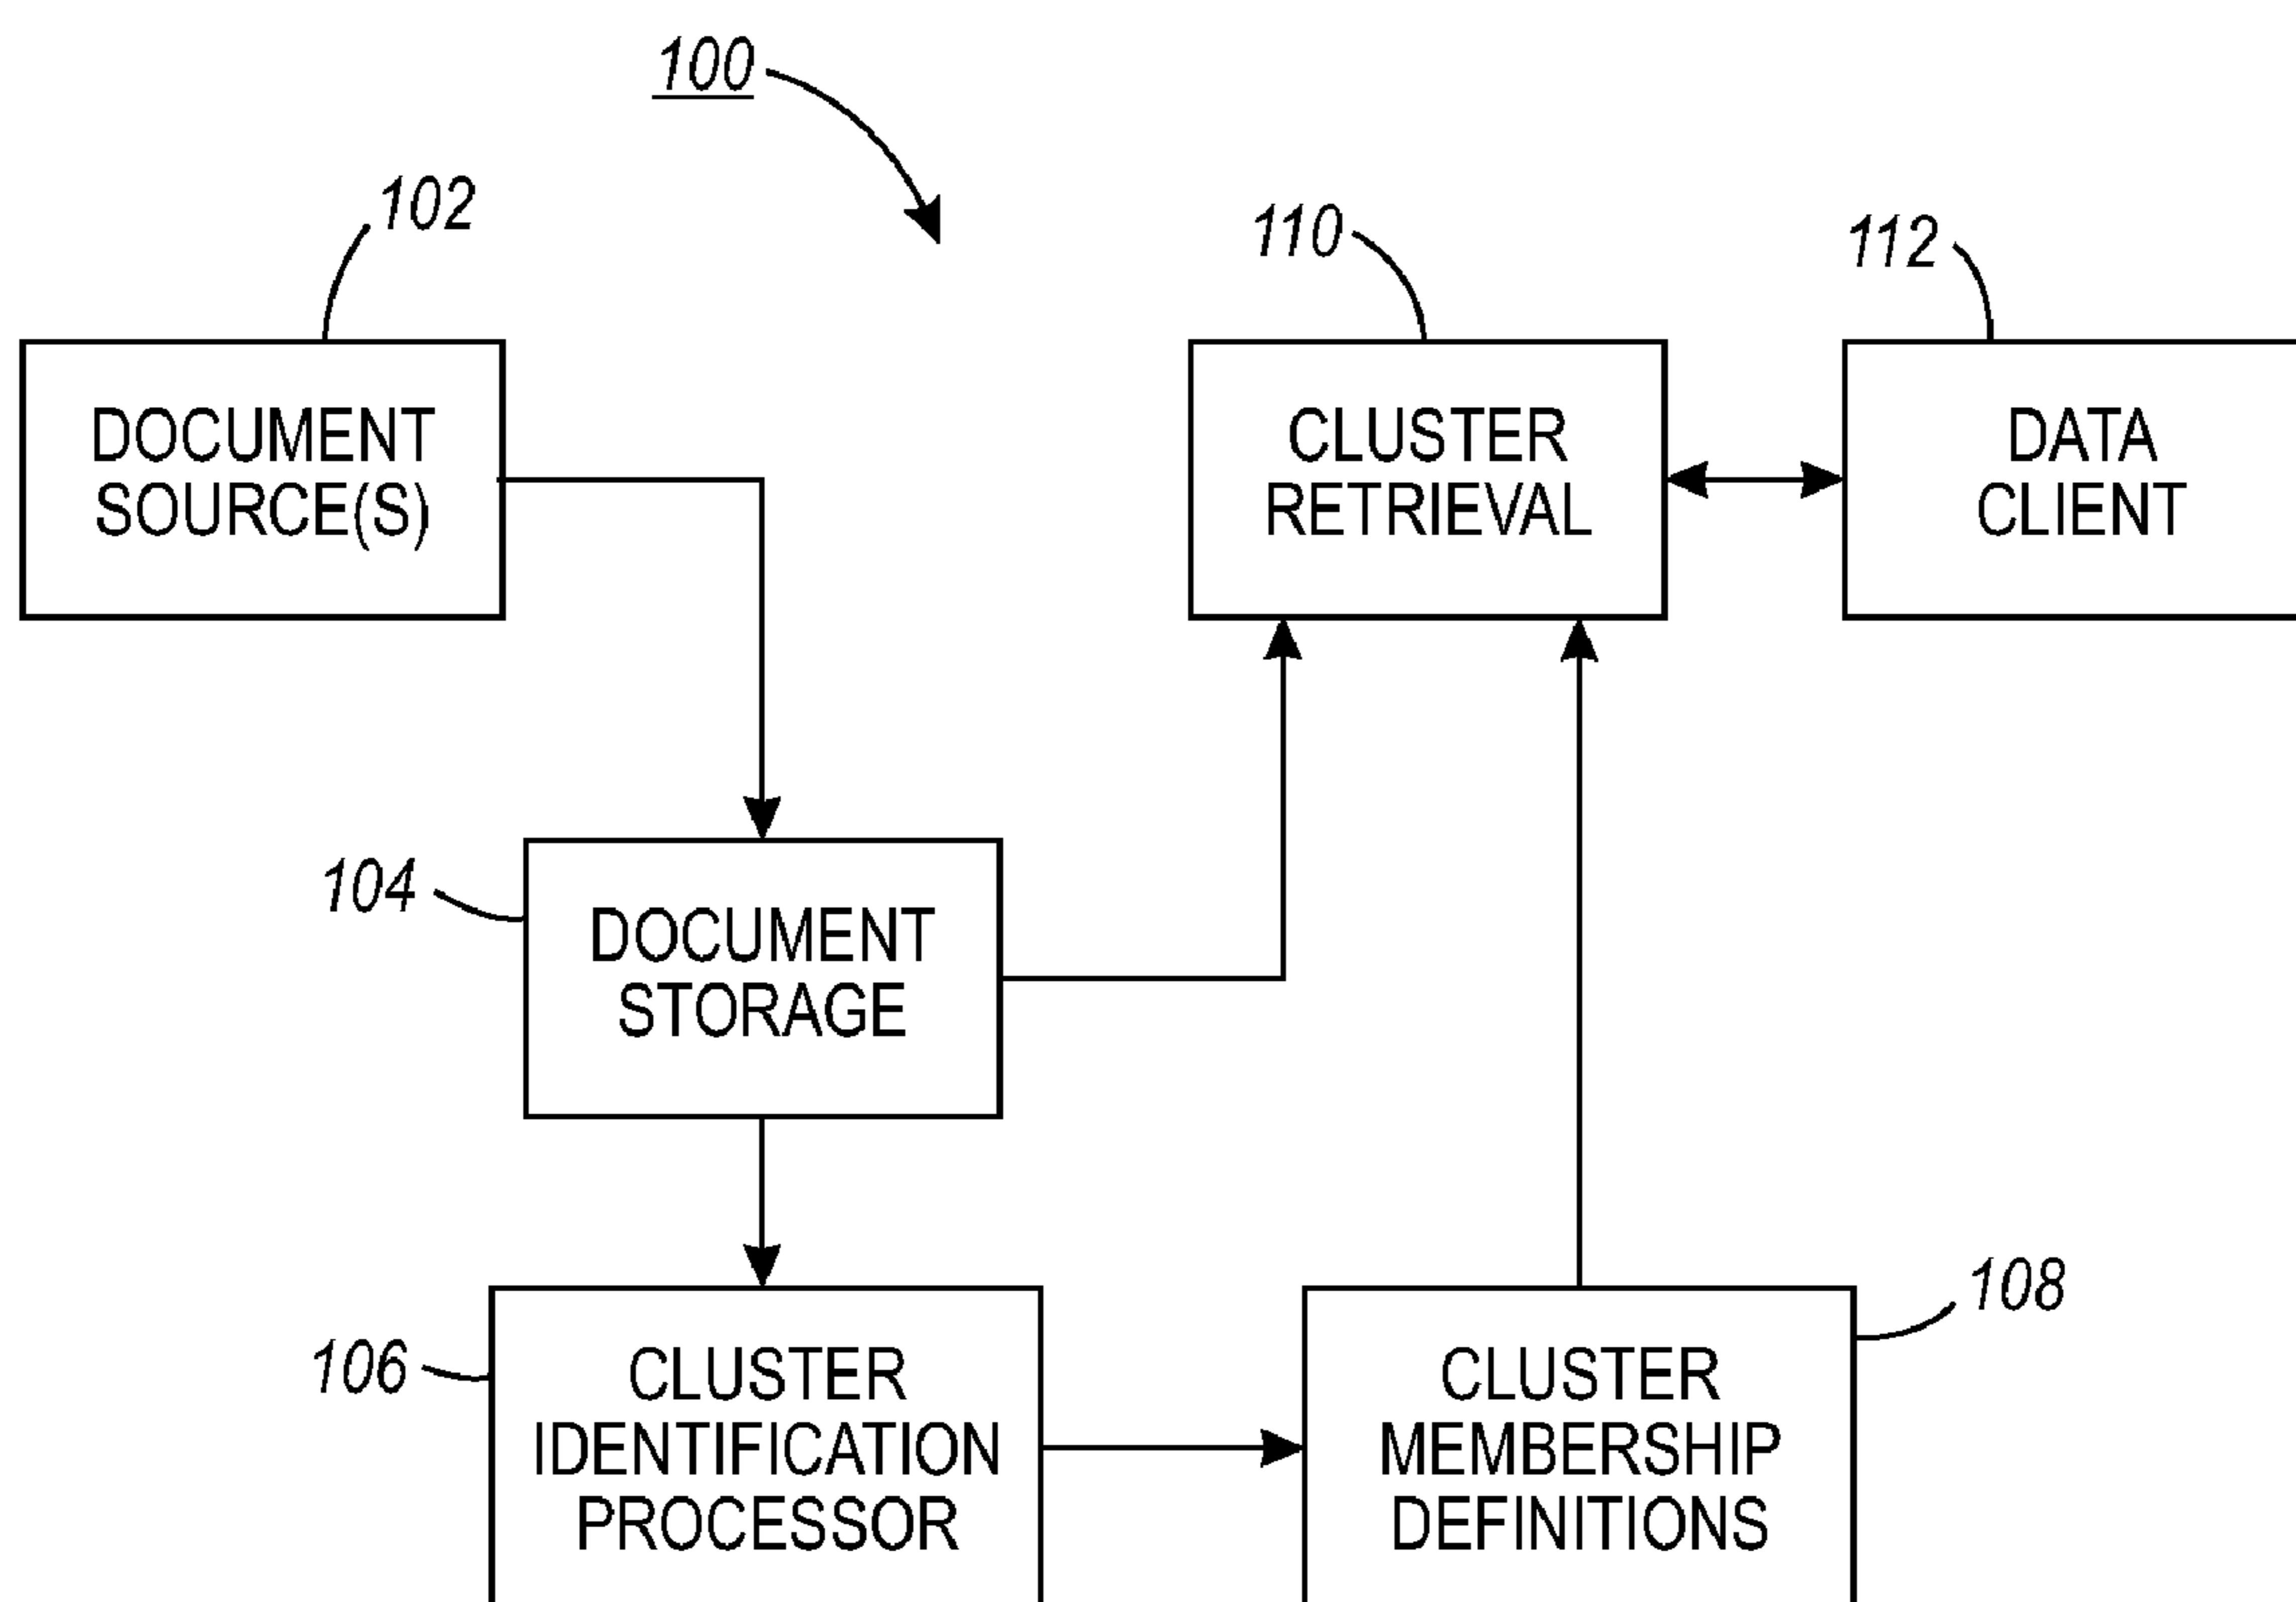 100
102
110
112
DOCUMENT
SOURCE(S)
CLUSTER
RETRIEVAL
DATA
CLIENT
104
DOCUMENT
STORAGE
106
CLUSTER
IDENTIFICATION
PROCESSOR
108
CLUSTER
MEMBERSHIP
DEFINITIONS